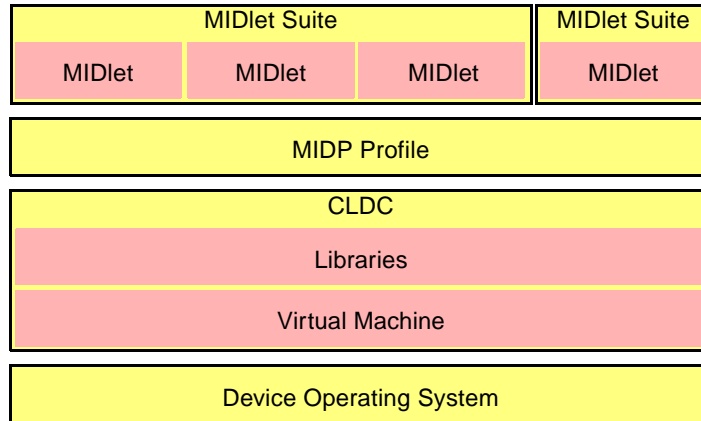 MIDlet Suite MIDlet Suite
MIDlet MIDlet MIDlet MIDlet
MIDP Profile
CLDC
Libraries
Virtual Machine
Device Operating System